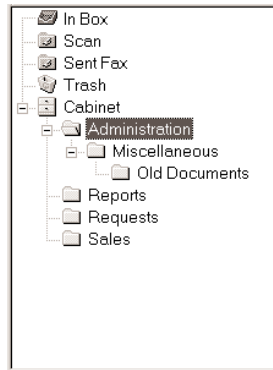 In Box
Scan
Sent Fax
Trash
Cabinet
Administration
Miscellaneous
Old Documents
Reports
Requests
Sales